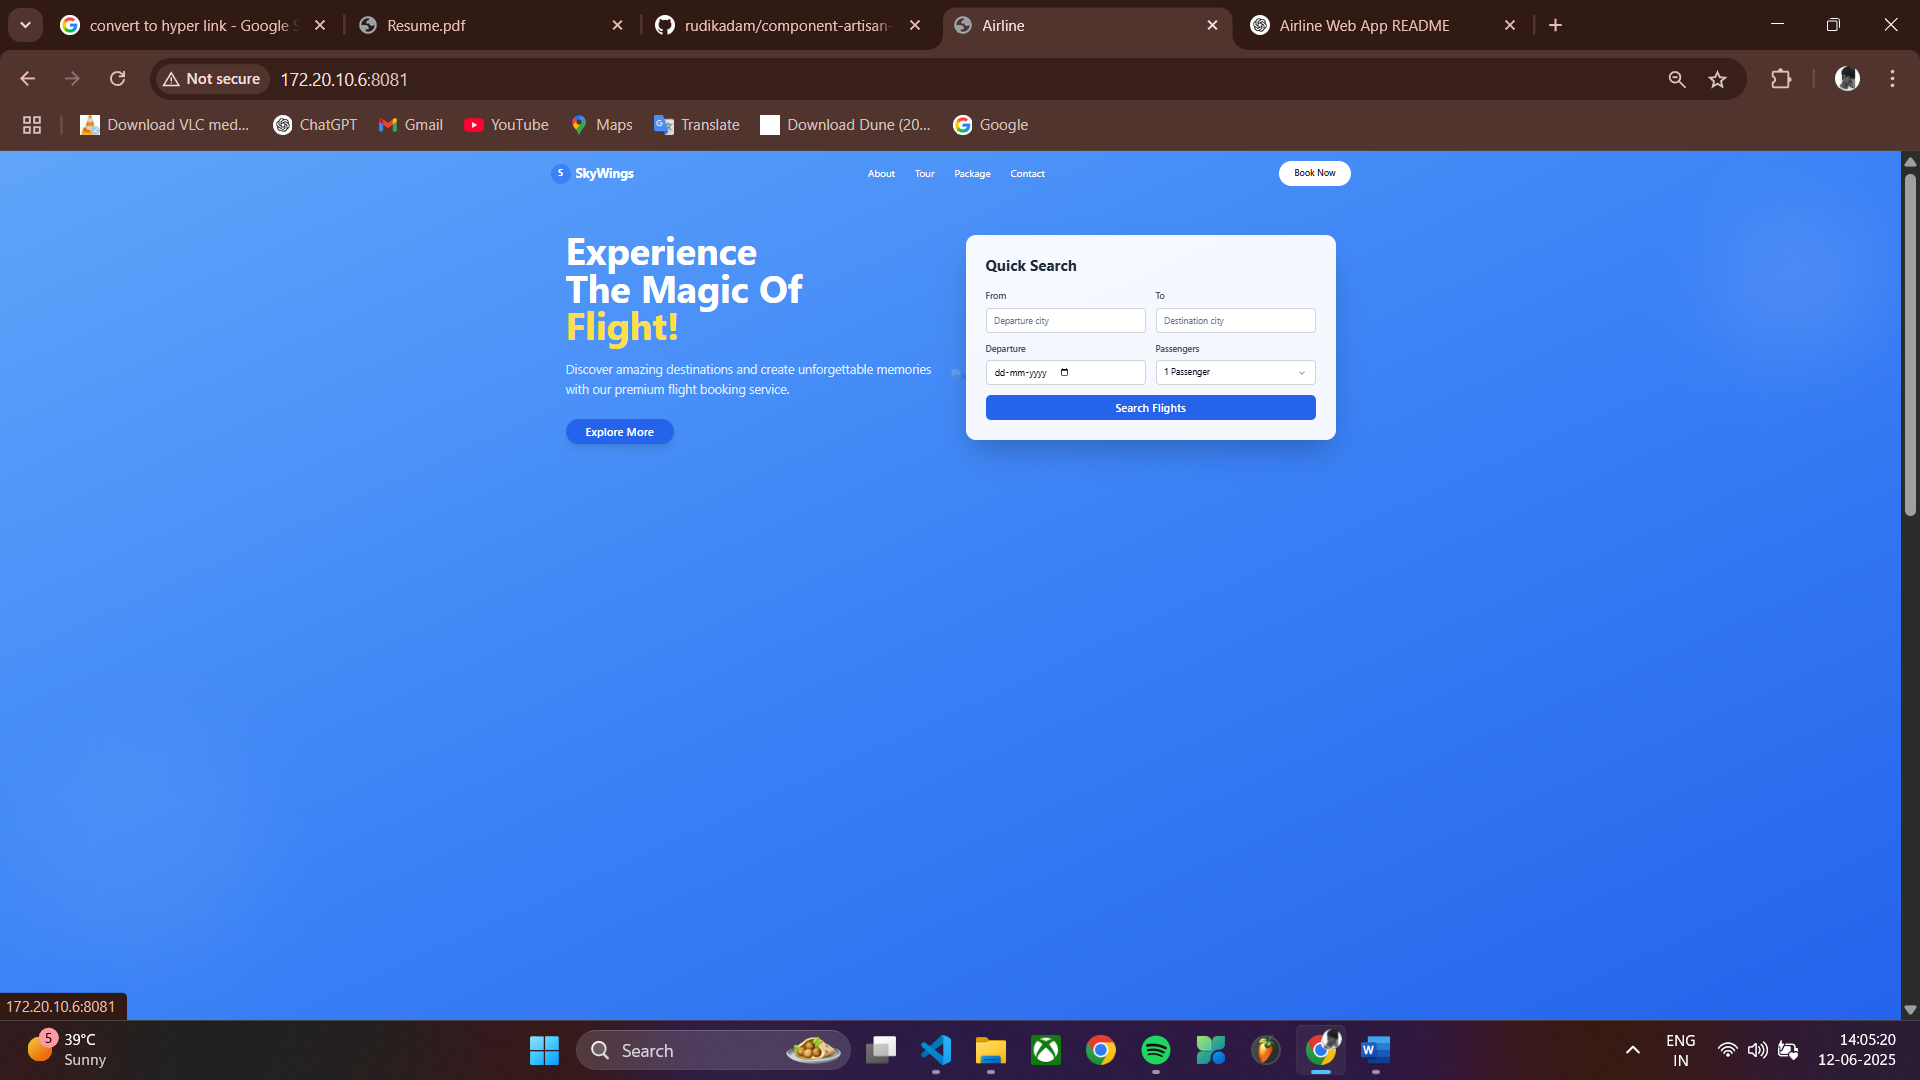 convert to hyper link - Google S
Resume.pdf
rudikadam/component-artisan-
Airline
Airline Web App README
Not secure
172.20.10.6:8081
Download VLC med...
ChatGPT
Gmail
YouTube
Maps
Translate
Download Dune (20...
Google
S SkyWings
About
Tour
Package
Contact
Book Now
Experience
The Magic Of
Flight!
Discover amazing destinations and create unforgettable memories
with our premium flight booking service.
Explore More
Quick Search
From
To
Departure city
Destination city
Departure
Passengers
dd-mm-yyyy
1 Passenger
Search Flights
172.20.10.6:8081
5
39°C
Sunny
Search
W
ENG
IN
14:05:20
12-06-2025